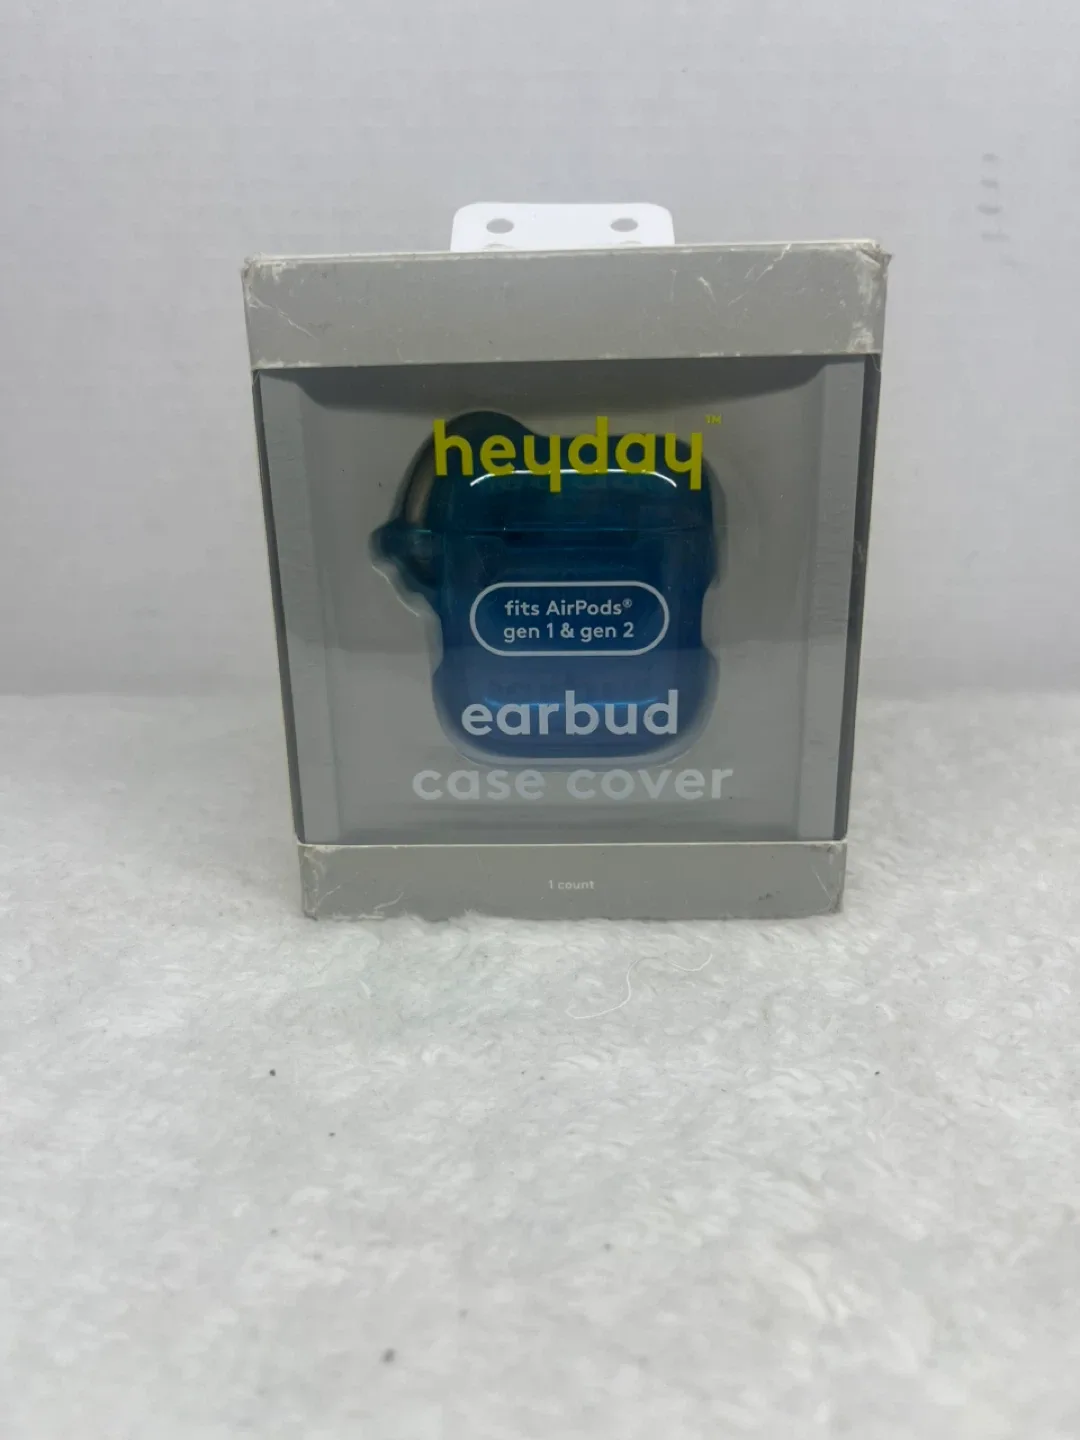 heyday™
fits AirPods®
gen 1 & gen 2
earbud
case cover
1 count